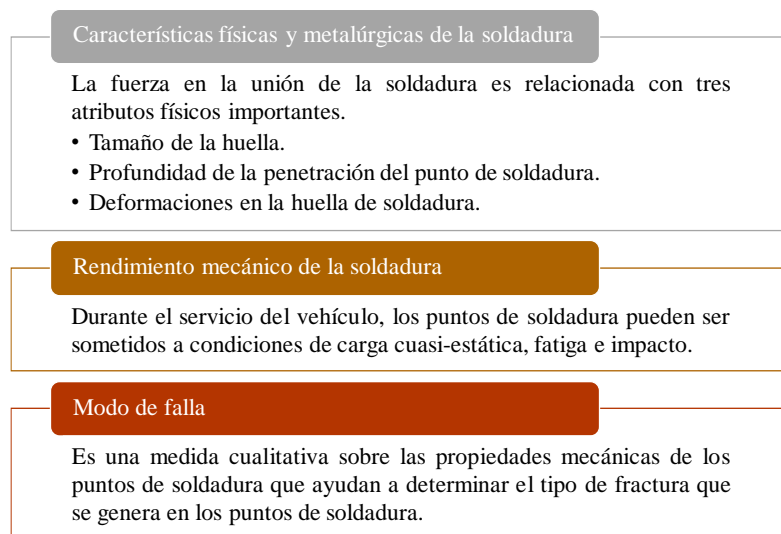 Características físicas y metalúrgicas de la soldadura
La fuerza en la unión de la soldadura es relacionada con tres
atributos físicos importantes.
• Tamaño de la huella.
• Profundidad de la penetración del punto de soldadura.
• Deformaciones en la huella de soldadura.
Rendimiento mecánico de la soldadura
Durante el servicio del vehículo, los puntos de soldadura pueden ser
sometidos a condiciones de carga cuasi-estática, fatiga e impacto.
Modo de falla
Es una medida cualitativa sobre las propiedades mecánicas de los
puntos de soldadura que ayudan a determinar el tipo de fractura que
se genera en los puntos de soldadura.